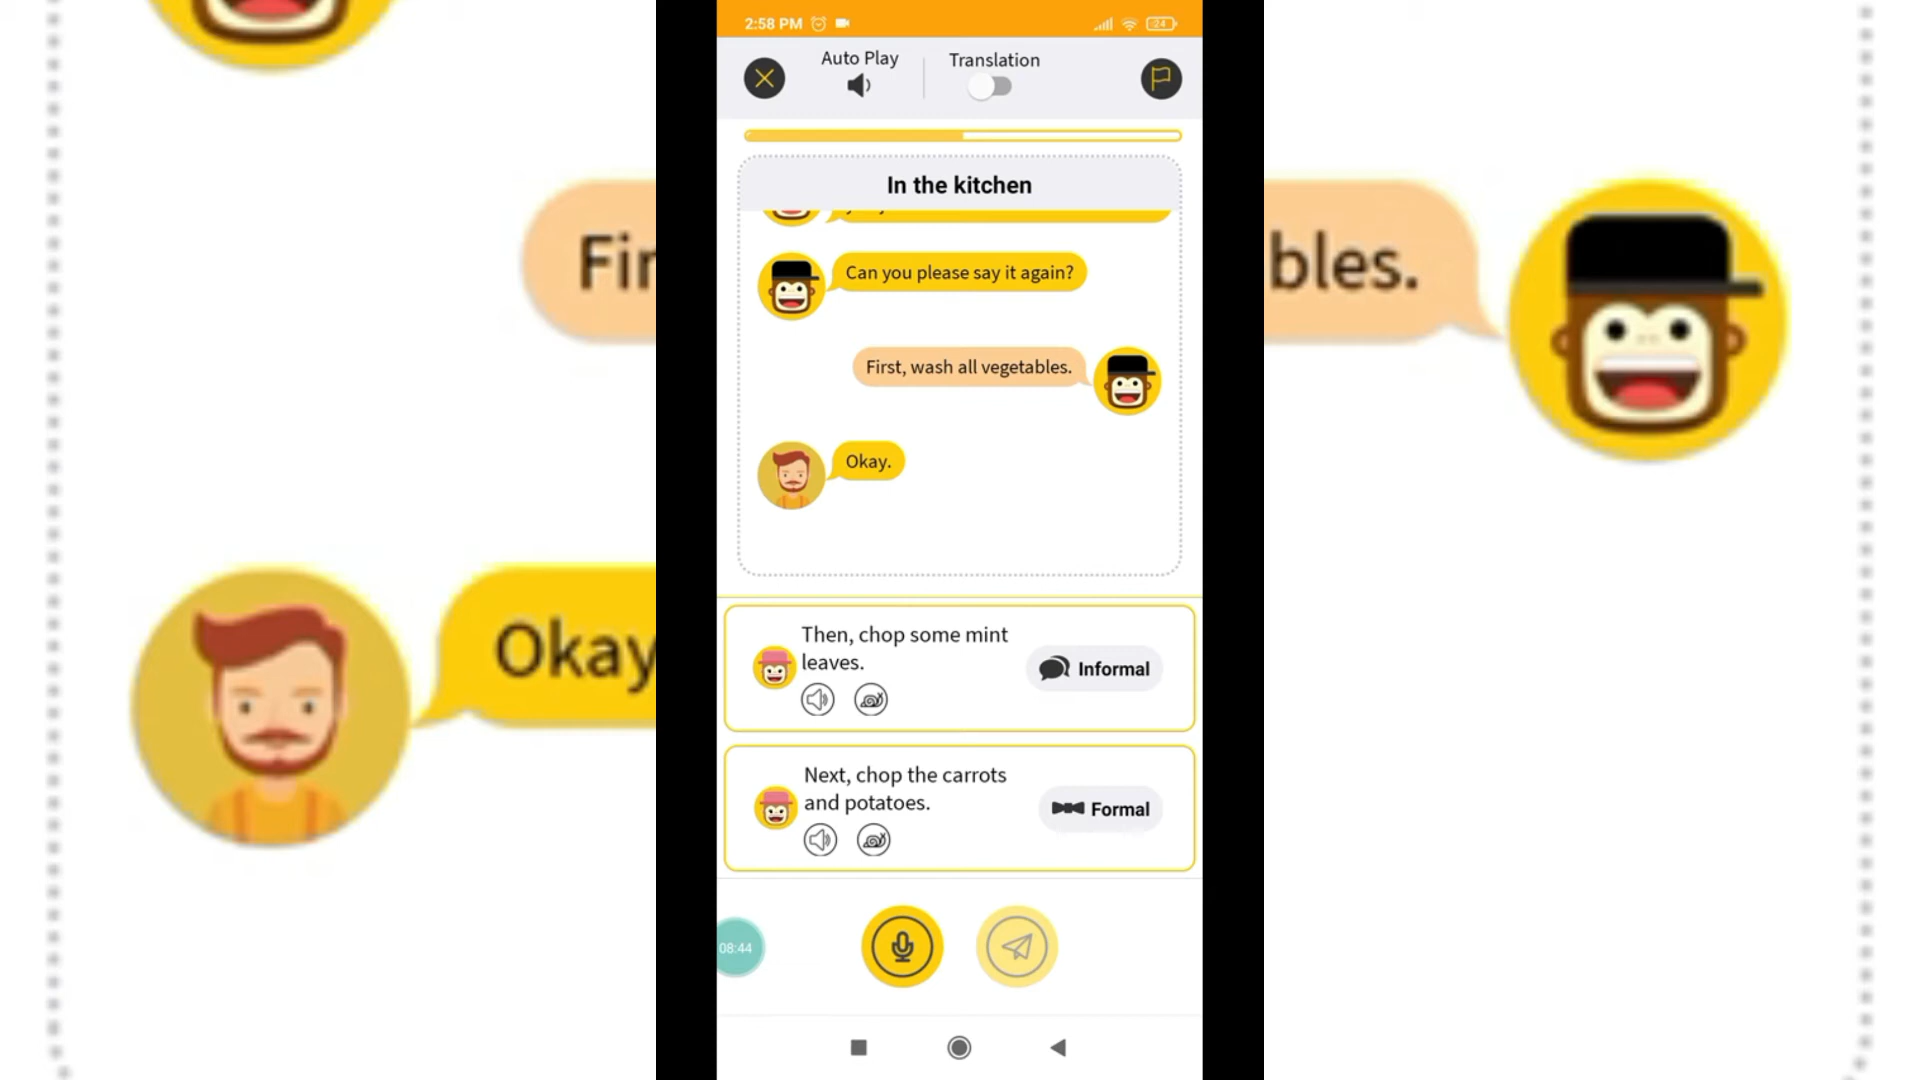 2:58 PM
24
Auto Play
Translation
In the kitchen
Can you please say it again?
First, wash all vegetables.
Okay.
Then, chop some mint
leaves.
Informal
Next, chop the carrots
and potatoes.
Formal
08:44
Fir
bles.
Okay